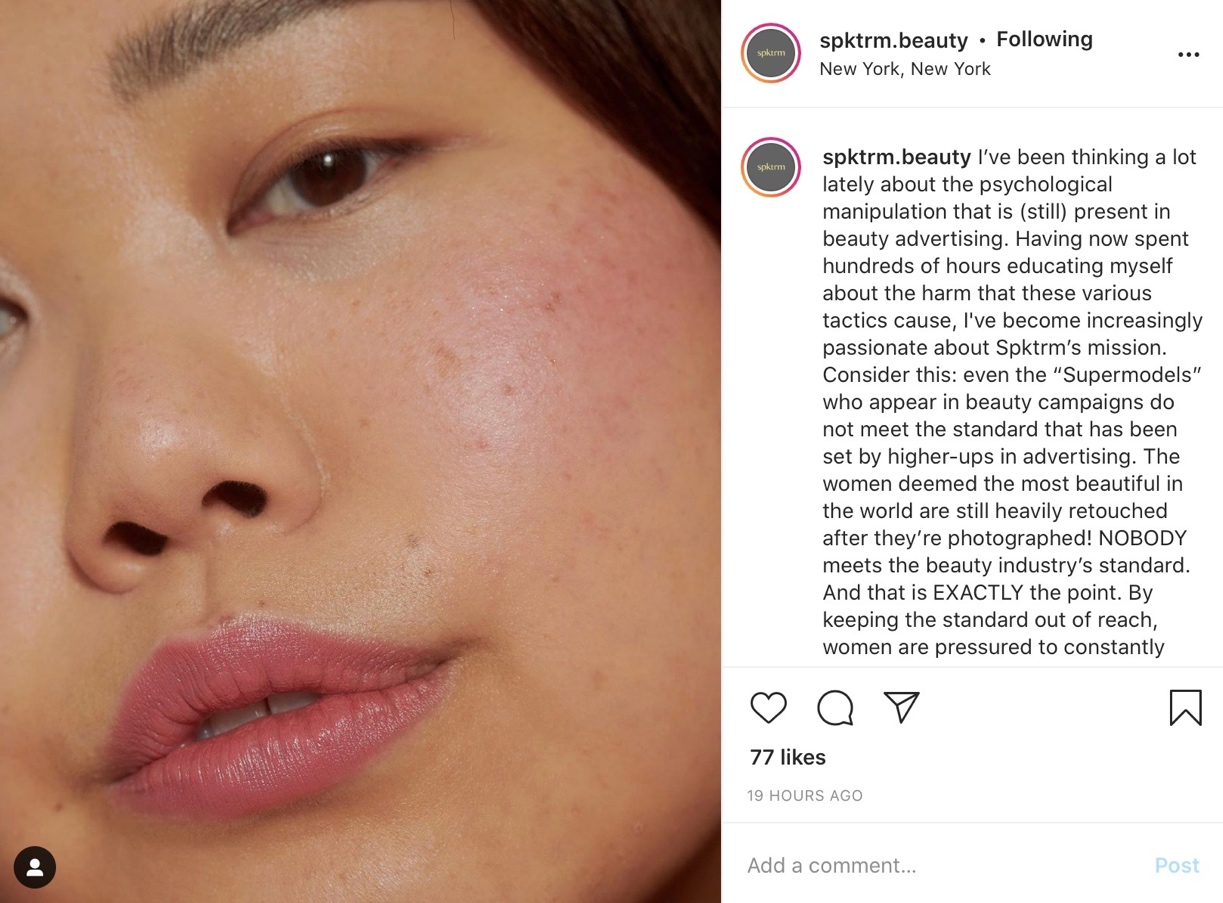 spktrm
spktrm.beauty • Following
New York, New York
spktrm
spktrm.beauty I’ve been thinking a lot
lately about the psychological
manipulation that is (still) present in
beauty advertising. Having now spent
hundreds of hours educating myself
about the harm that these various
tactics cause, I've become increasingly
passionate about Spktrm’s mission.
Consider this: even the “Supermodels”
who appear in beauty campaigns do
not meet the standard that has been
set by higher-ups in advertising. The
women deemed the most beautiful in
the world are still heavily retouched
after they’re photographed! NOBODY
meets the beauty industry’s standard.
And that is EXACTLY the point. By
keeping the standard out of reach,
women are pressured to constantly
77 likes
19 HOURS AGO
Add a comment...
Post